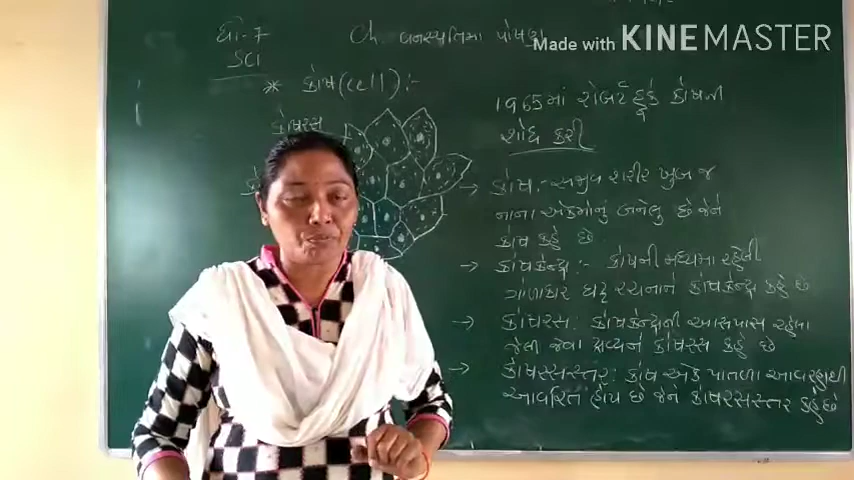 Made with KINEMASTER
ધો-7
SCI
Ch. વનસ્પતિમાં પોષણ
* કોષ (cell) :-
કોષરસ
1965માં રોબર્ટ હૂકે કોષની
શોધ કરી
→ કોષ :- સજીવ શરીર ખુબ જ
નાના એકમોનું બનેલુ છે જેને
કોષ કહે છે.
→ કોષકેન્દ્ર :- કોષની મધ્યમા રહેલી
ગોળાકાર ઘટ્ટ રચનાને કોષકેન્દ્ર કહે છે
→ કોષરસ : કોષકેન્દ્રની આસપાસ રહેલા
જેલી જેવા દ્રવ્યને કોષરસ કહે છે
→ કોષરસસ્તર : કોષ એક પાતળા આવરણથી
આવરિત હોય છે જેને કોષરસસ્તર કહે છે